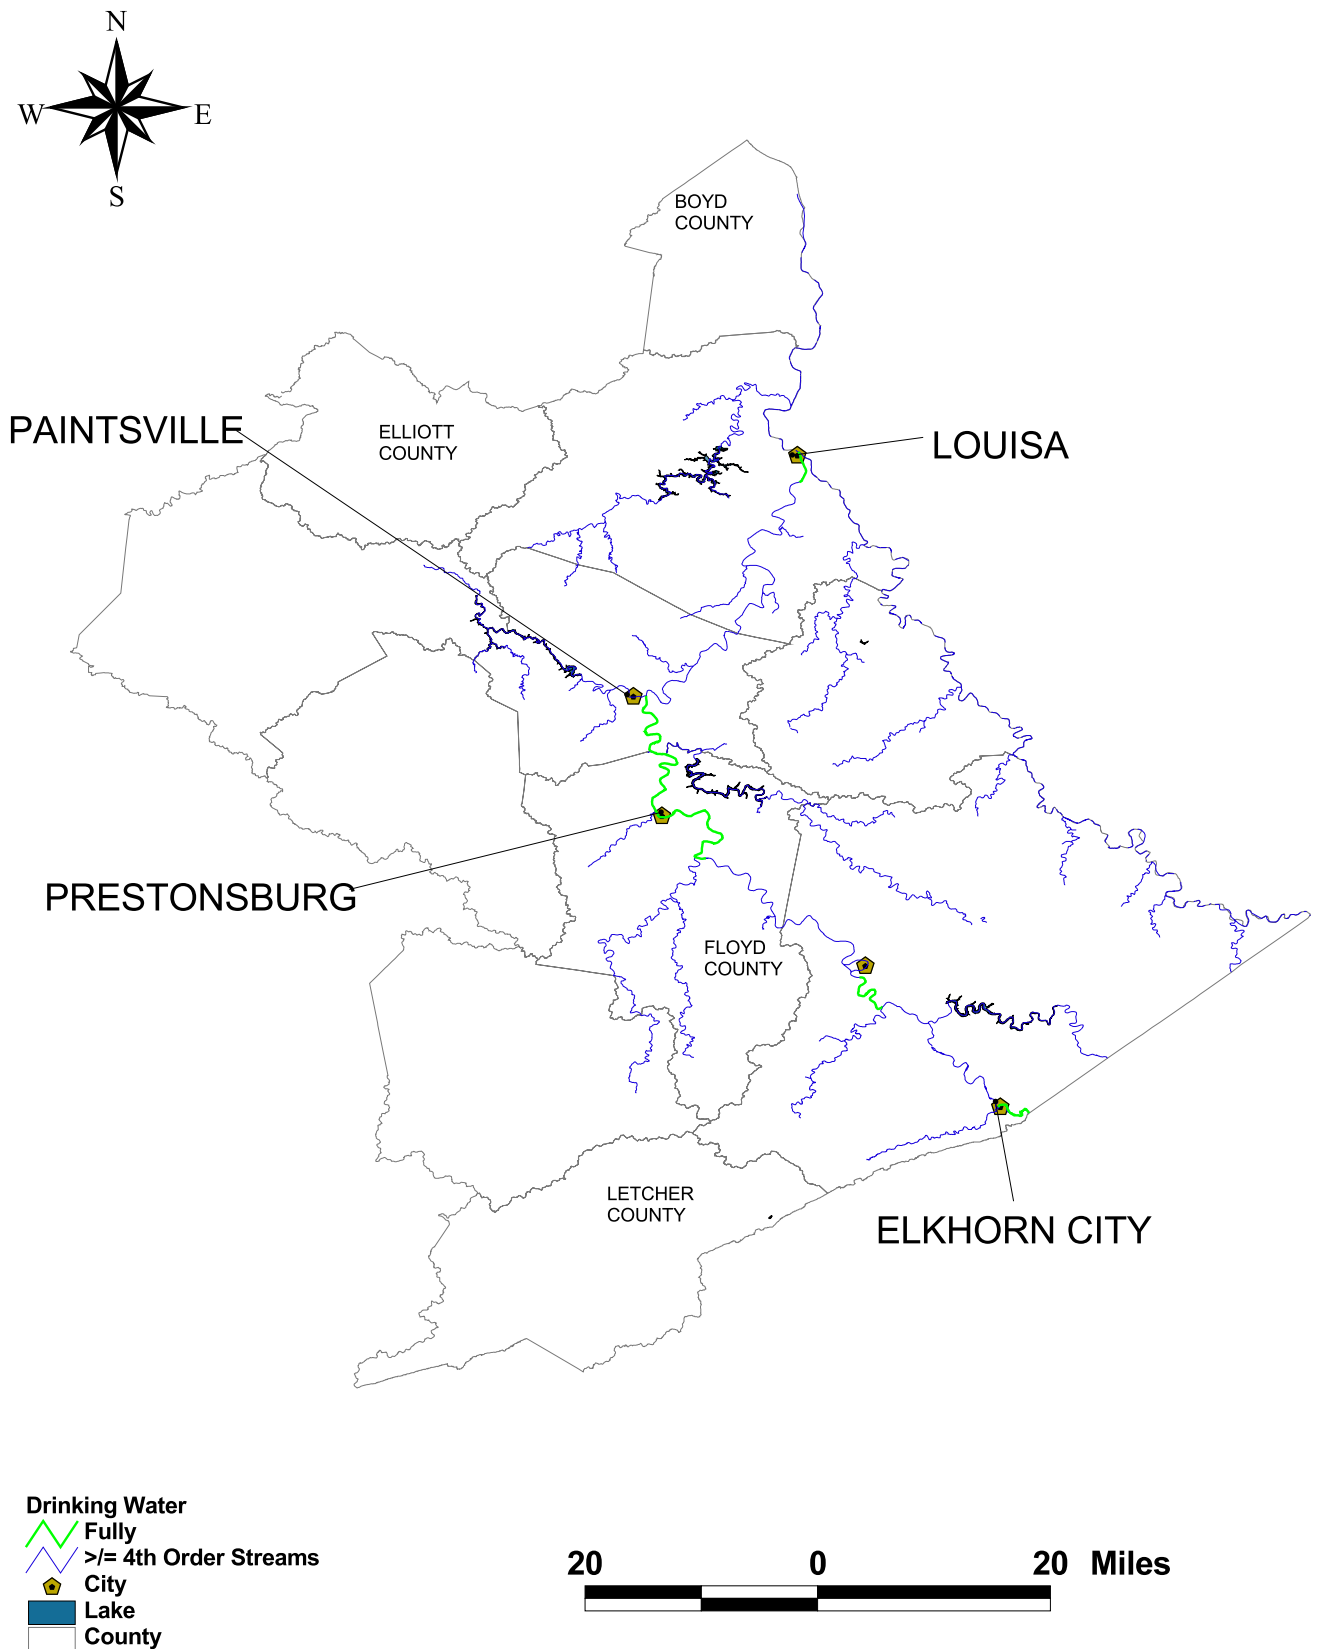 N
W
E
S
BOYD
COUNTY
PAINTSVILLE
ELLIOTT
COUNTY
LOUISA
PRESTONSBURG
FLOYD
COUNTY
LETCHER
COUNTY
ELKHORN CITY
Drinking Water
Fully
>/= 4th Order Streams
City
Lake
County
20 0 20 Miles